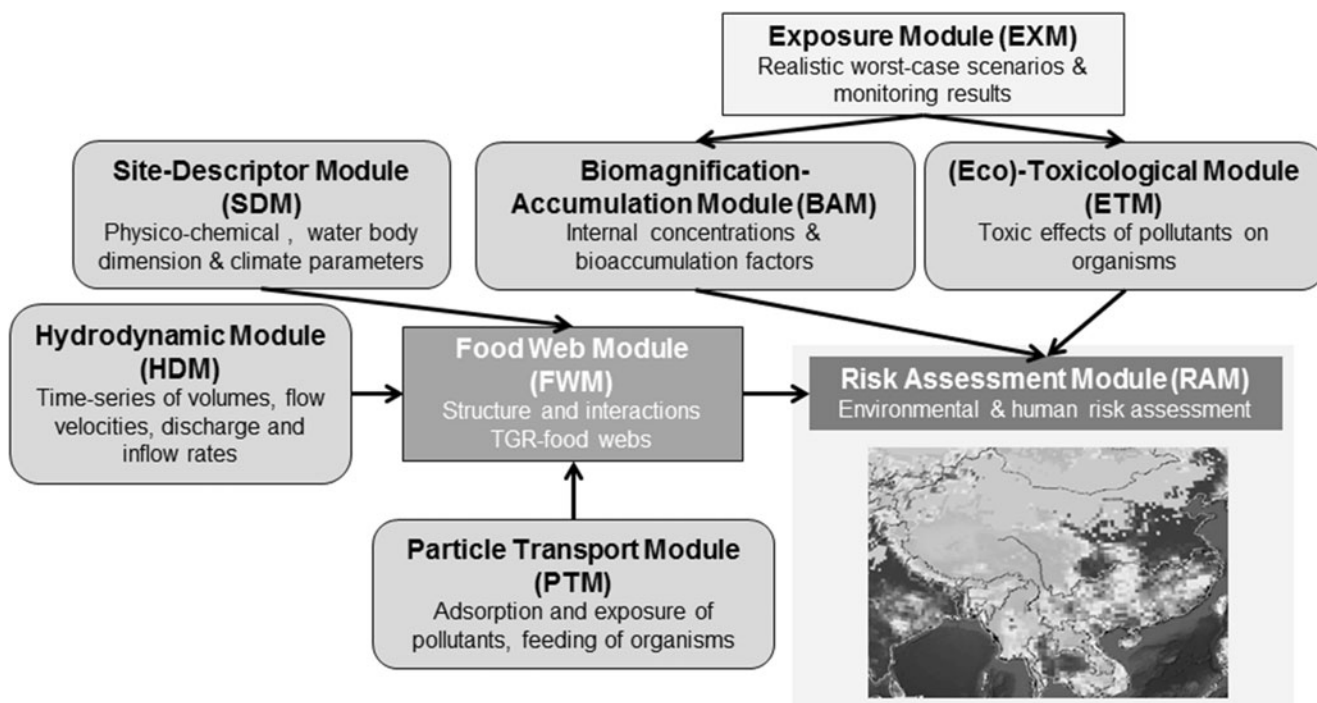 Exposure Module (EXM)
Realistic worst-case scenarios &
monitoring results
Site-Descriptor Module
(SDM)
Physico-chemical , water body
dimension & climate parameters
Biomagnification-
Accumulation Module (BAM)
Internal concentrations &
bioaccumulation factors
(Eco)-Toxicological Module
(ETM)
Toxic effects of pollutants on
organisms
Hydrodynamic Module
(HDM)
Time-series of volumes, flow
velocities, discharge and
inflow rates
Food Web Module
(FWM)
Structure and interactions
TGR-food webs
Risk Assessment Module (RAM)
Environmental & human risk assessment
Particle Transport Module
(PTM)
Adsorption and exposure of
pollutants, feeding of organisms